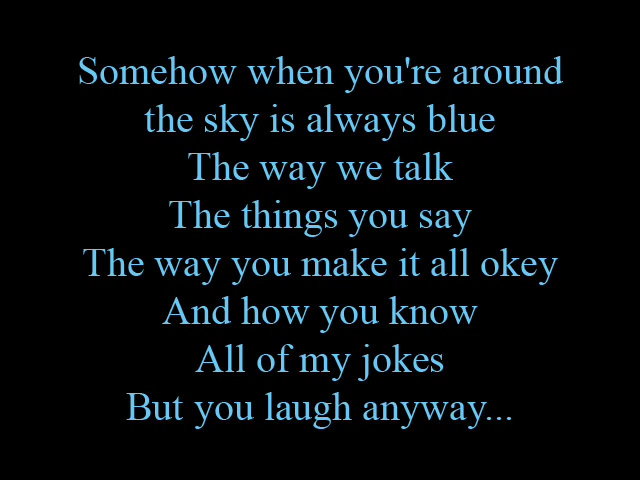 Somehow when you're around
the sky is always blue
The way we talk
The things you say
The way you make it all okey
And how you know
All of my jokes
But you laugh anyway...